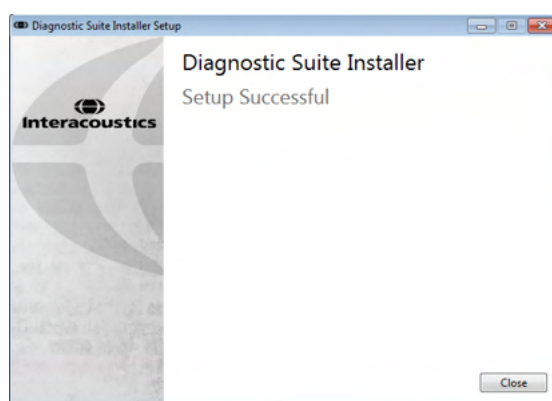 Diagnostic Suite Installer Setup
Diagnostic Suite Installer
Setup Successful
Interacoustics
Close